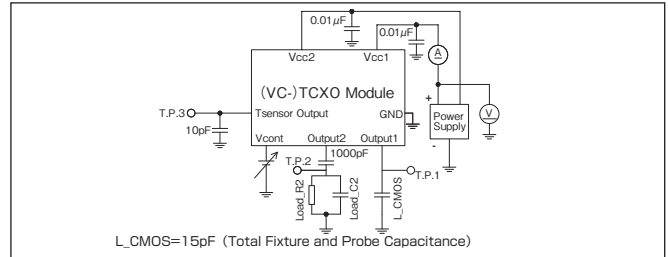 0.01μF
0.01μF
Vcc2
Vcc1
A
(VC-)TCXO Module
+
V
T.P.3
Tsensor Output
GND
Power
Supply
10pF
-
Vcont
Output2
Output1
1000pF
T.P.2
T.P.1
Load_R2
Load_C2
L_CMOS
L_CMOS=15pF (Total Fixture and Probe Capacitance)